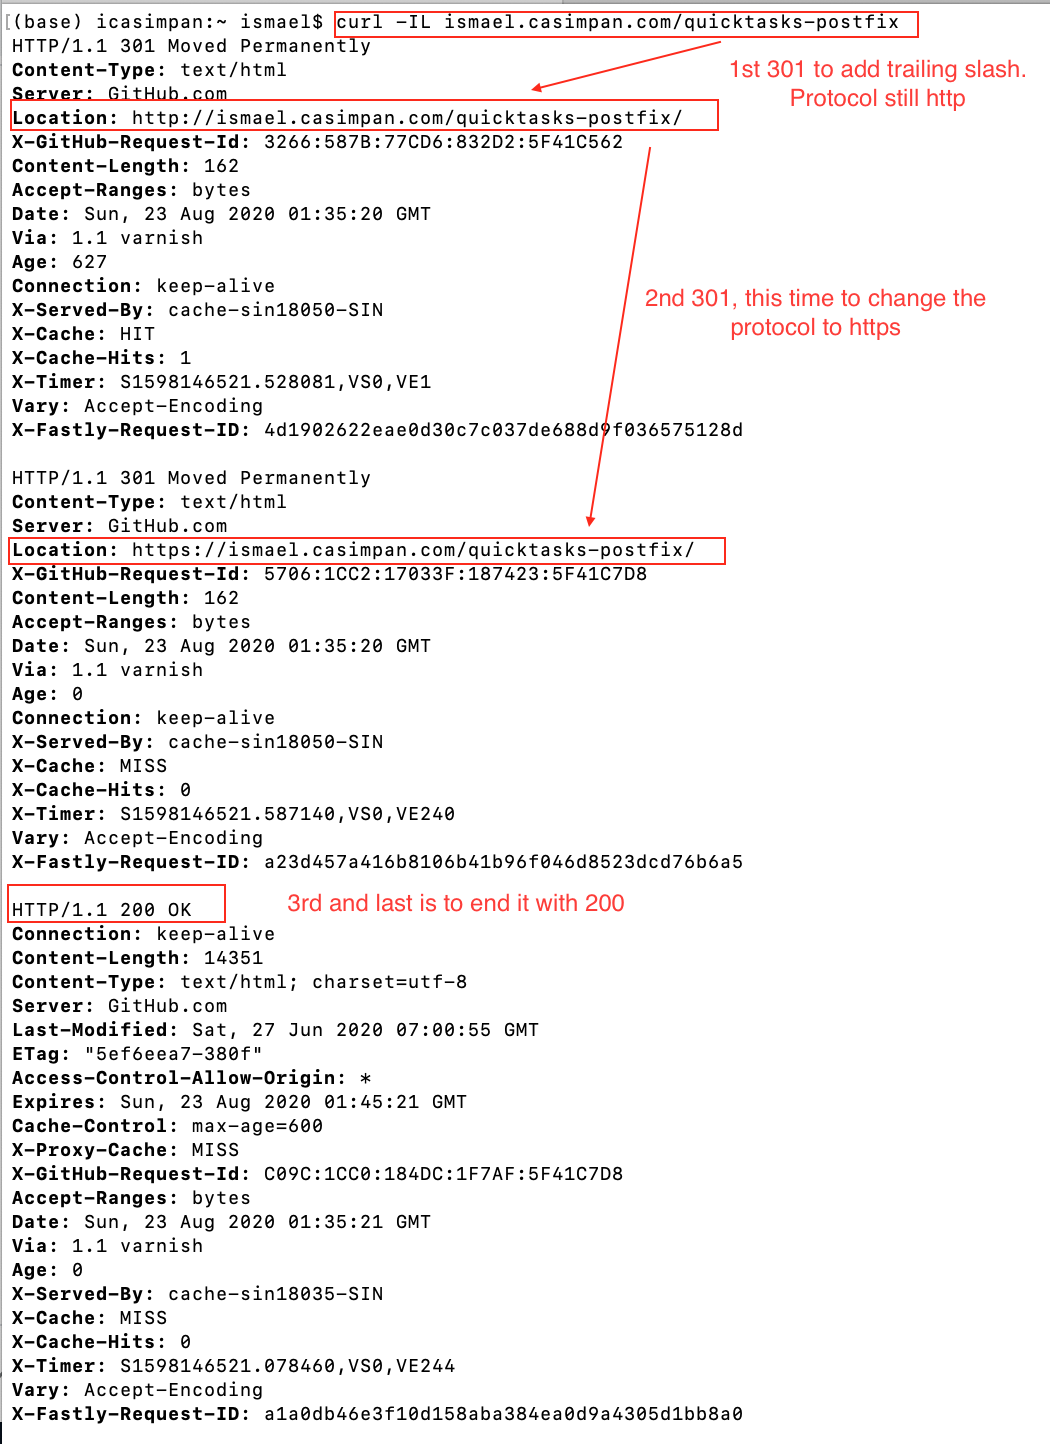 [(base) icasimpan:~ ismael$ curl -IL ismael.casimpan.com/quicktasks-postfix
HTTP/1.1 301 Moved Permanently
1st 301 to add trailing slash.
Content-Type: text/html
Server: GitHub.com
Protocol still http
Location: http://ismael.casimpan.com/quicktasks-postfix/
X-GitHub-Request-Id: 3266:587B:77CD6:832D2:5F41C562
Content-Length: 162
Accept-Ranges: bytes
Date: Sun, 23 Aug 2020 01:35:20 GMT
Via: 1.1 varnish
Age: 627
Connection: keep-alive
2nd 301, this time to change the
X-Served-By: cache-sin18050-SIN
protocol to https
X-Cache: HIT
X-Cache-Hits: 1
X-Timer: S1598146521.528081,VS0,VE1
Vary: Accept-Encoding
X-Fastly-Request-ID: 4d1902622eae0d30c7c037de688d9f036575128d
HTTP/1.1 301 Moved Permanently
Content-Type: text/html
Server: GitHub.com
Location: https://ismael.casimpan.com/quicktasks-postfix/
X-GitHub-Request-Id: 5706:1CC2:17033F:187423:5F41C7D8
Content-Length: 162
Accept-Ranges: bytes
Date: Sun, 23 Aug 2020 01:35:20 GMT
Via: 1.1 varnish
Age: 0
Connection: keep-alive
X-Served-By: cache-sin18050-SIN
X-Cache: MISS
X-Cache-Hits: 0
X-Timer: S1598146521.587140,VS0,VE240
Vary: Accept-Encoding
X-Fastly-Request-ID: a23d457a416b8106b41b96f046d8523dcd76b6a5
HTTP/1.1 200 OK
3rd and last is to end it with 200
Connection: keep-alive
Content-Length: 14351
Content-Type: text/html; charset=utf-8
Server: GitHub.com
Last-Modified: Sat, 27 Jun 2020 07:00:55 GMT
ETag: "5ef6eea7-380f"
Access-Control-Allow-Origin: *
Expires: Sun, 23 Aug 2020 01:45:21 GMT
Cache-Control: max-age=600
X-Proxy-Cache: MISS
X-GitHub-Request-Id: C09C:1CC0:184DC:1F7AF:5F41C7D8
Accept-Ranges: bytes
Date: Sun, 23 Aug 2020 01:35:21 GMT
Via: 1.1 varnish
Age: 0
X-Served-By: cache-sin18035-SIN
X-Cache: MISS
X-Cache-Hits: 0
X-Timer: S1598146521.078460,VS0,VE244
Vary: Accept-Encoding
X-Fastly-Request-ID: a1a0db46e3f10d158aba384ea0d9a4305d1bb8a0